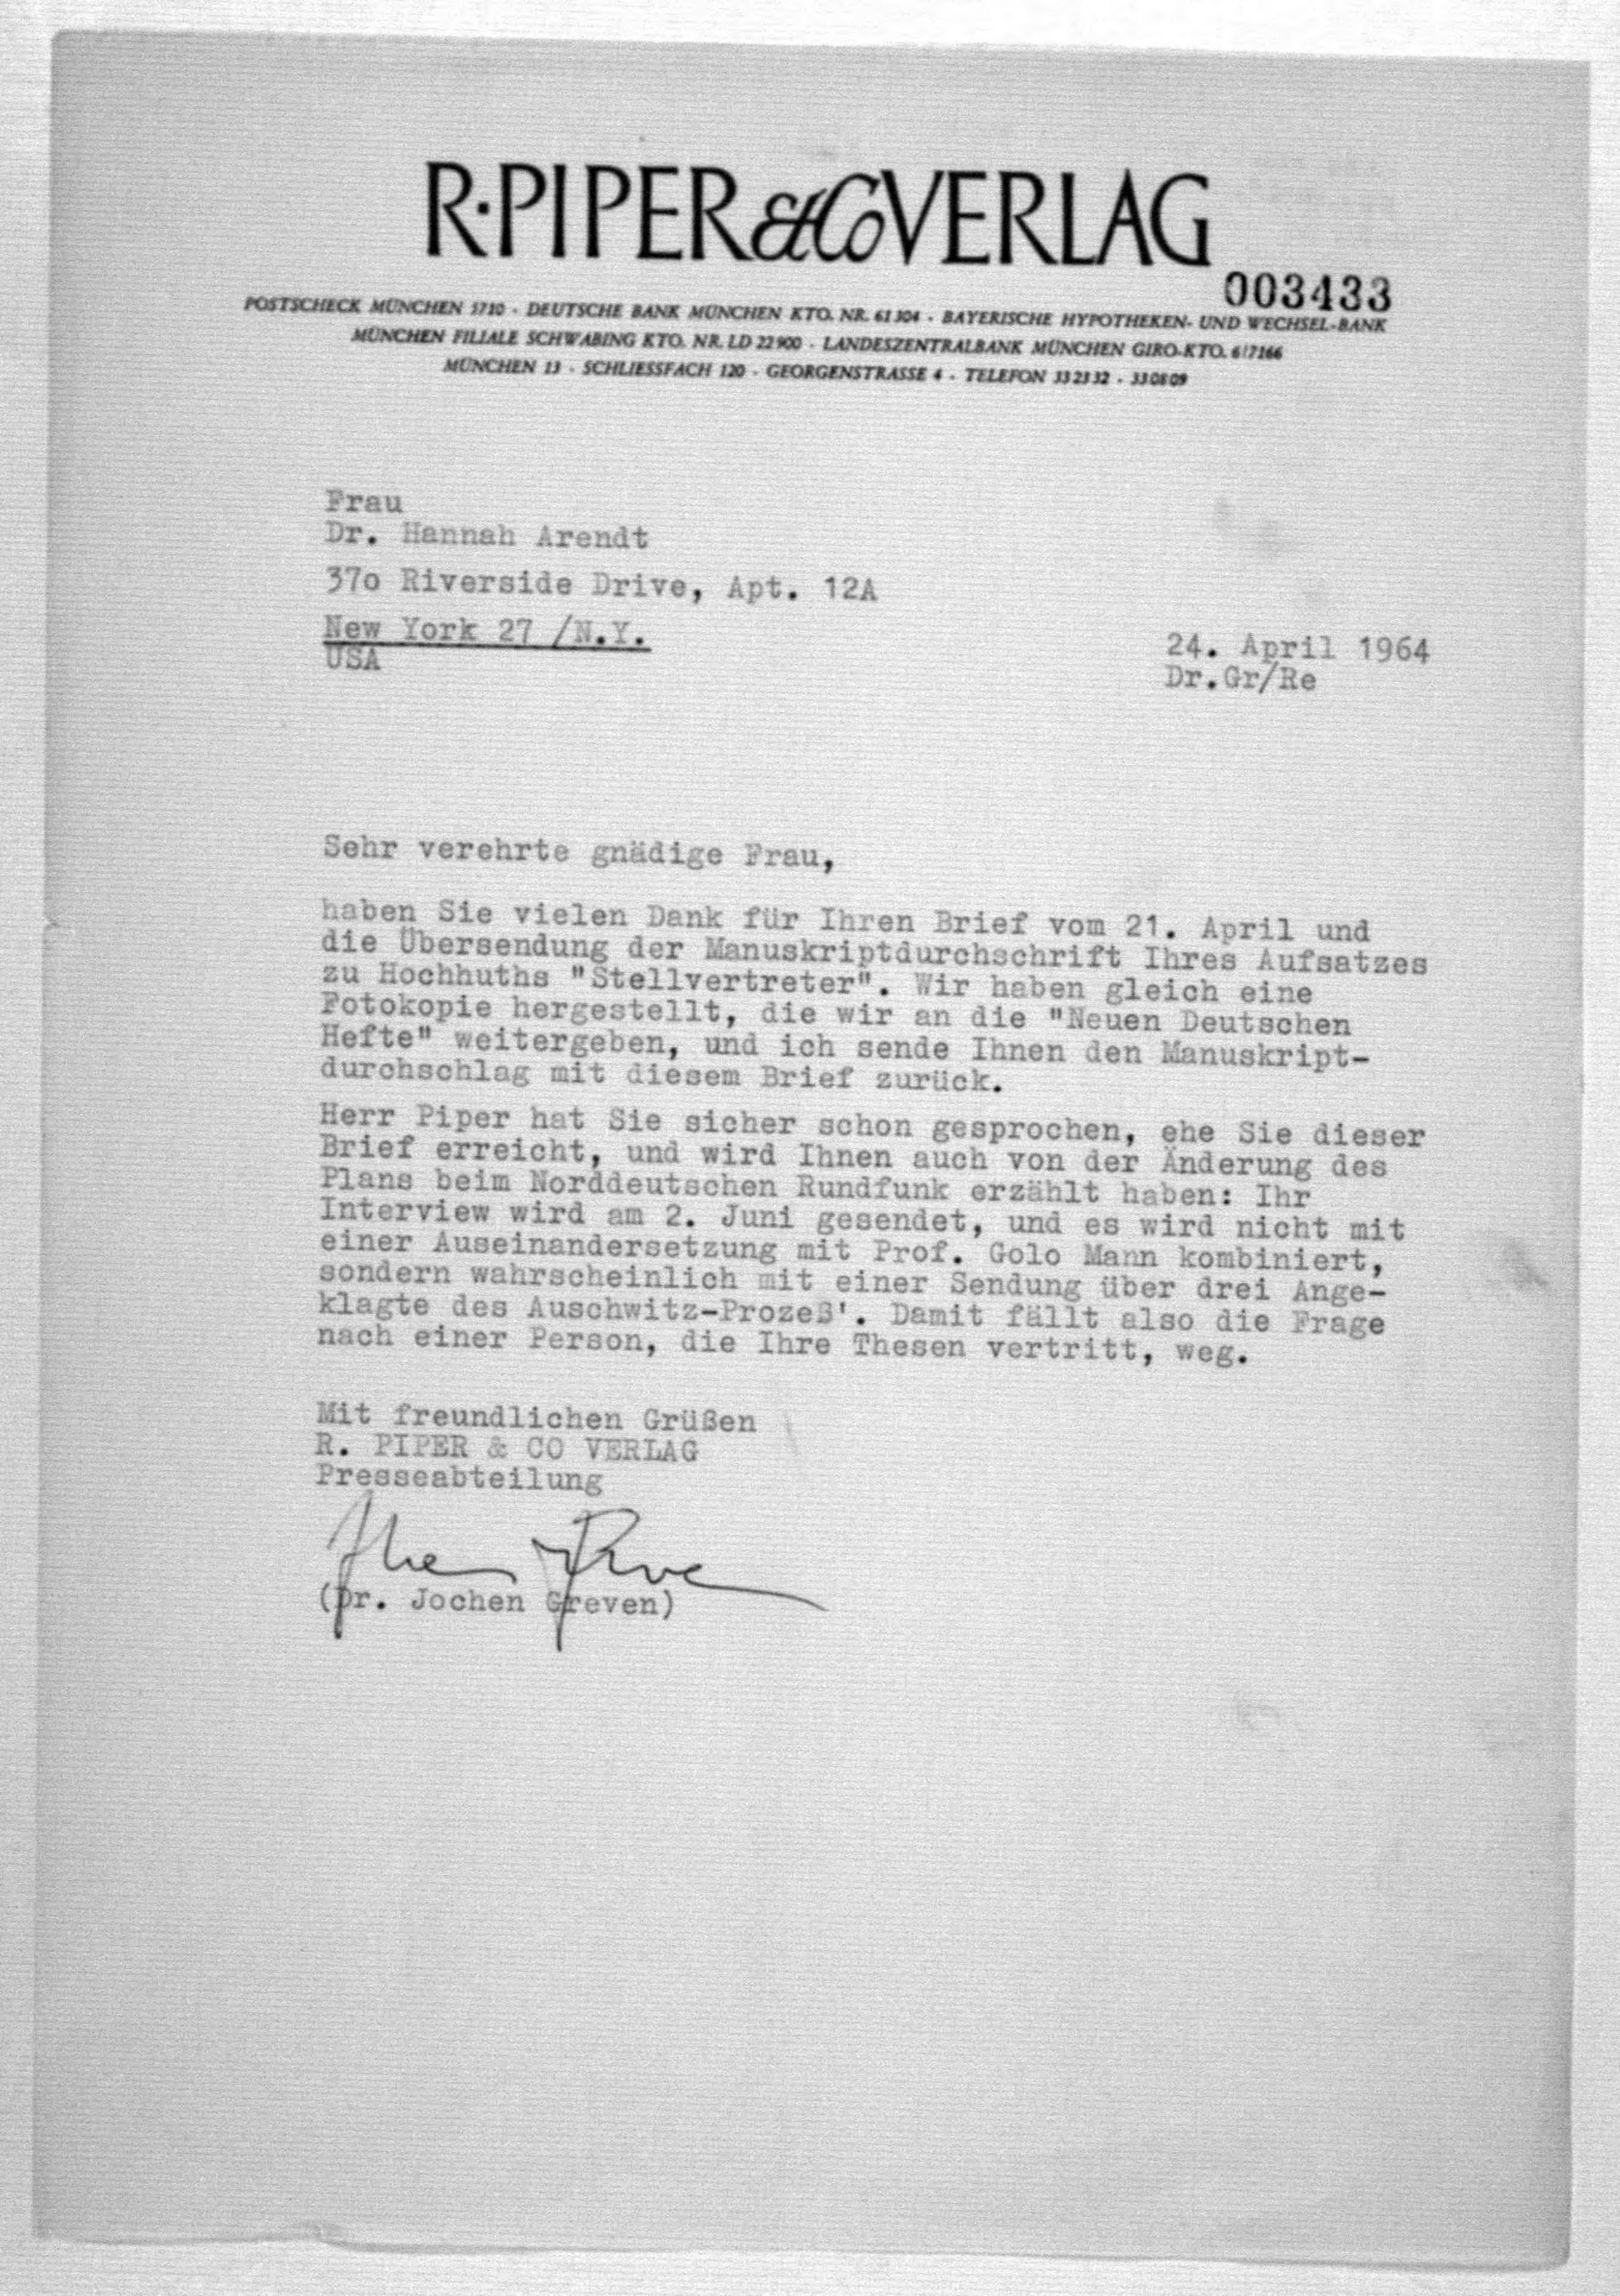 R·PIPER & CO VERLAG
003433
POSTSCHECK MÜNCHEN 5710 · DEUTSCHE BANK MÜNCHEN KTO. NR. 61 304 · BAYERISCHE HYPOTHEKEN- UND WECHSEL-BANK
MÜNCHEN FILIALE SCHWABING KTO. NR. LD 22 900 · LANDESZENTRALBANK MÜNCHEN GIRO-KTO. 6/7166
MÜNCHEN 13 · SCHLIESSFACH 120 · GEORGENSTRASSE 4 · TELEFON 33 23 32 · 33 08 09
Frau
Dr. Hannah Arendt
37o Riverside Drive, Apt. 12A
New York 27 /N.Y.
USA
24. April 1964
Dr.Gr/Re
Sehr verehrte gnädige Frau,
haben Sie vielen Dank für Ihren Brief vom 21. April und
die Übersendung der Manuskriptdurchschrift Ihres Aufsatzes
zu Hochhuths "Stellvertreter". Wir haben gleich eine
Fotokopie hergestellt, die wir an die "Neuen Deutschen
Hefte" weitergeben, und ich sende Ihnen den Manuskript-
durchschlag mit diesem Brief zurück.
Herr Piper hat Sie sicher schon gesprochen, ehe Sie dieser
Brief erreicht, und wird Ihnen auch von der Änderung des
Plans beim Norddeutschen Rundfunk erzählt haben: Ihr
Interview wird am 2. Juni gesendet, und es wird nicht mit
einer Auseinandersetzung mit Prof. Golo Mann kombiniert,
sondern wahrscheinlich mit einer Sendung über drei Ange-
klagte des Auschwitz-Prozeß'. Damit fällt also die Frage
nach einer Person, die Ihre Thesen vertritt, weg.
Mit freundlichen Grüßen
R. PIPER & CO VERLAG
Presseabteilung
(Dr. Jochen Greven)